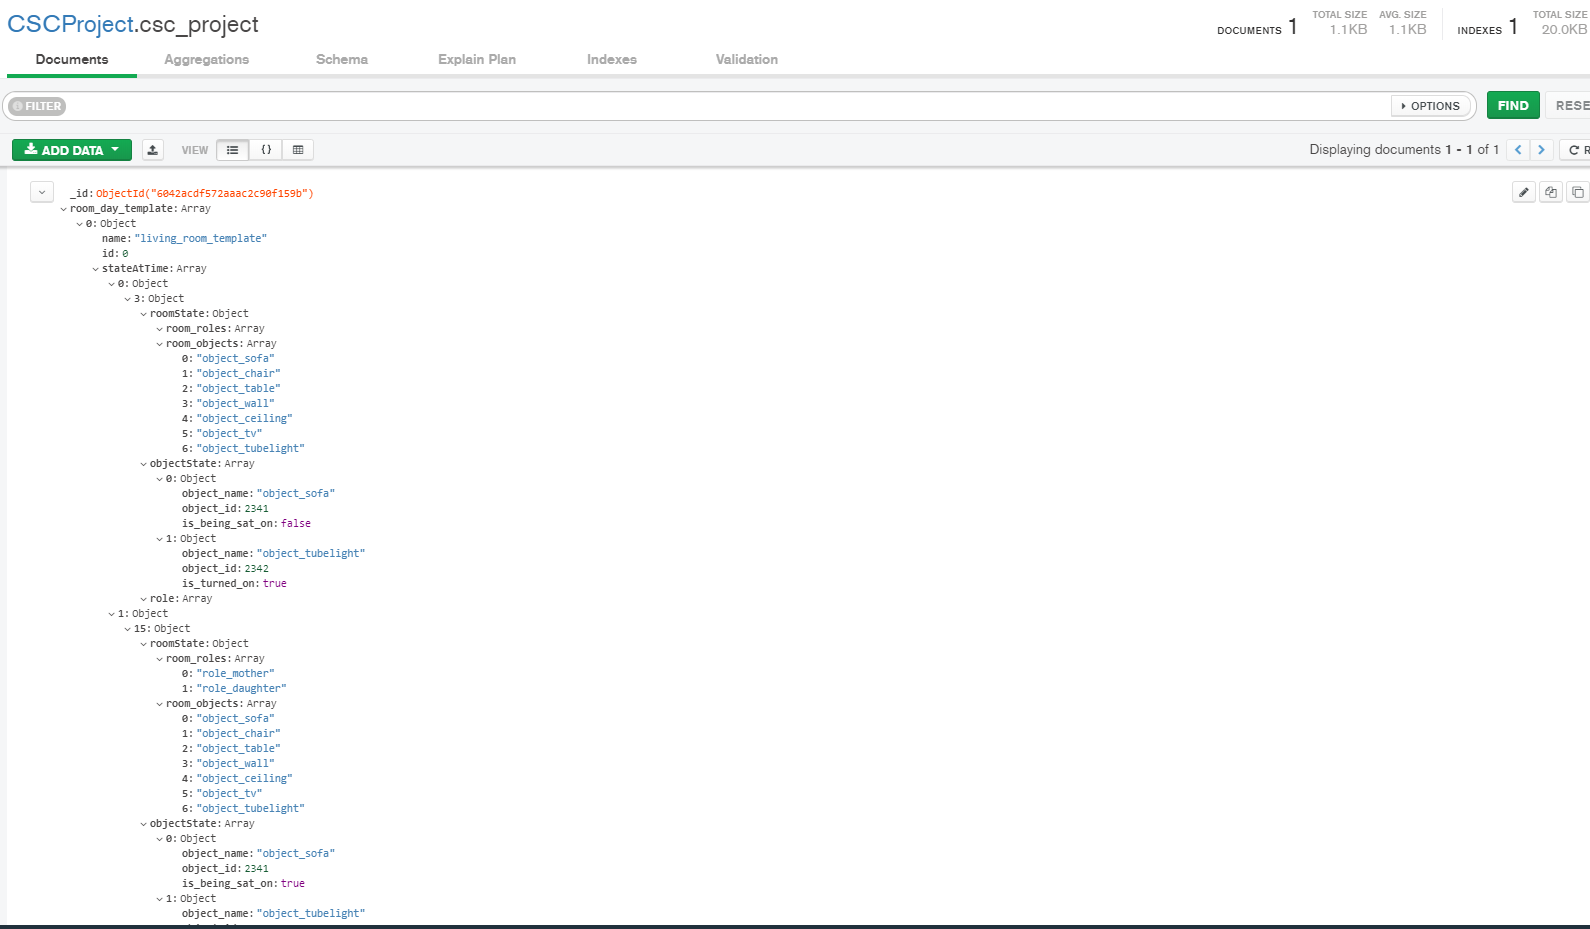 CSCProject.csc_project
DOCUMENTS 1 TOTAL SIZE 1.1KB AVG. SIZE 1.1KB INDEXES 1 TOTAL SIZE 20.0KB
Documents Aggregations Schema Explain Plan Indexes Validation
FILTER OPTIONS FIND RESE
ADD DATA VIEW {} Displaying documents 1 - 1 of 1 R
_id: ObjectId("6042acdf572aaac2c90f159b")
room_day_template: Array
0: Object
name: "living_room_template"
id: 0
stateAtTime: Array
0: Object
3: Object
roomState: Object
room_roles: Array
room_objects: Array
0: "object_sofa"
1: "object_chair"
2: "object_table"
3: "object_wall"
4: "object_ceiling"
5: "object_tv"
6: "object_tubelight"
objectState: Array
0: Object
object_name: "object_sofa"
object_id: 2341
is_being_sat_on: false
1: Object
object_name: "object_tubelight"
object_id: 2342
is_turned_on: true
role: Array
1: Object
15: Object
roomState: Object
room_roles: Array
0: "role_mother"
1: "role_daughter"
room_objects: Array
0: "object_sofa"
1: "object_chair"
2: "object_table"
3: "object_wall"
4: "object_ceiling"
5: "object_tv"
6: "object_tubelight"
objectState: Array
0: Object
object_name: "object_sofa"
object_id: 2341
is_being_sat_on: true
1: Object
object_name: "object_tubelight"